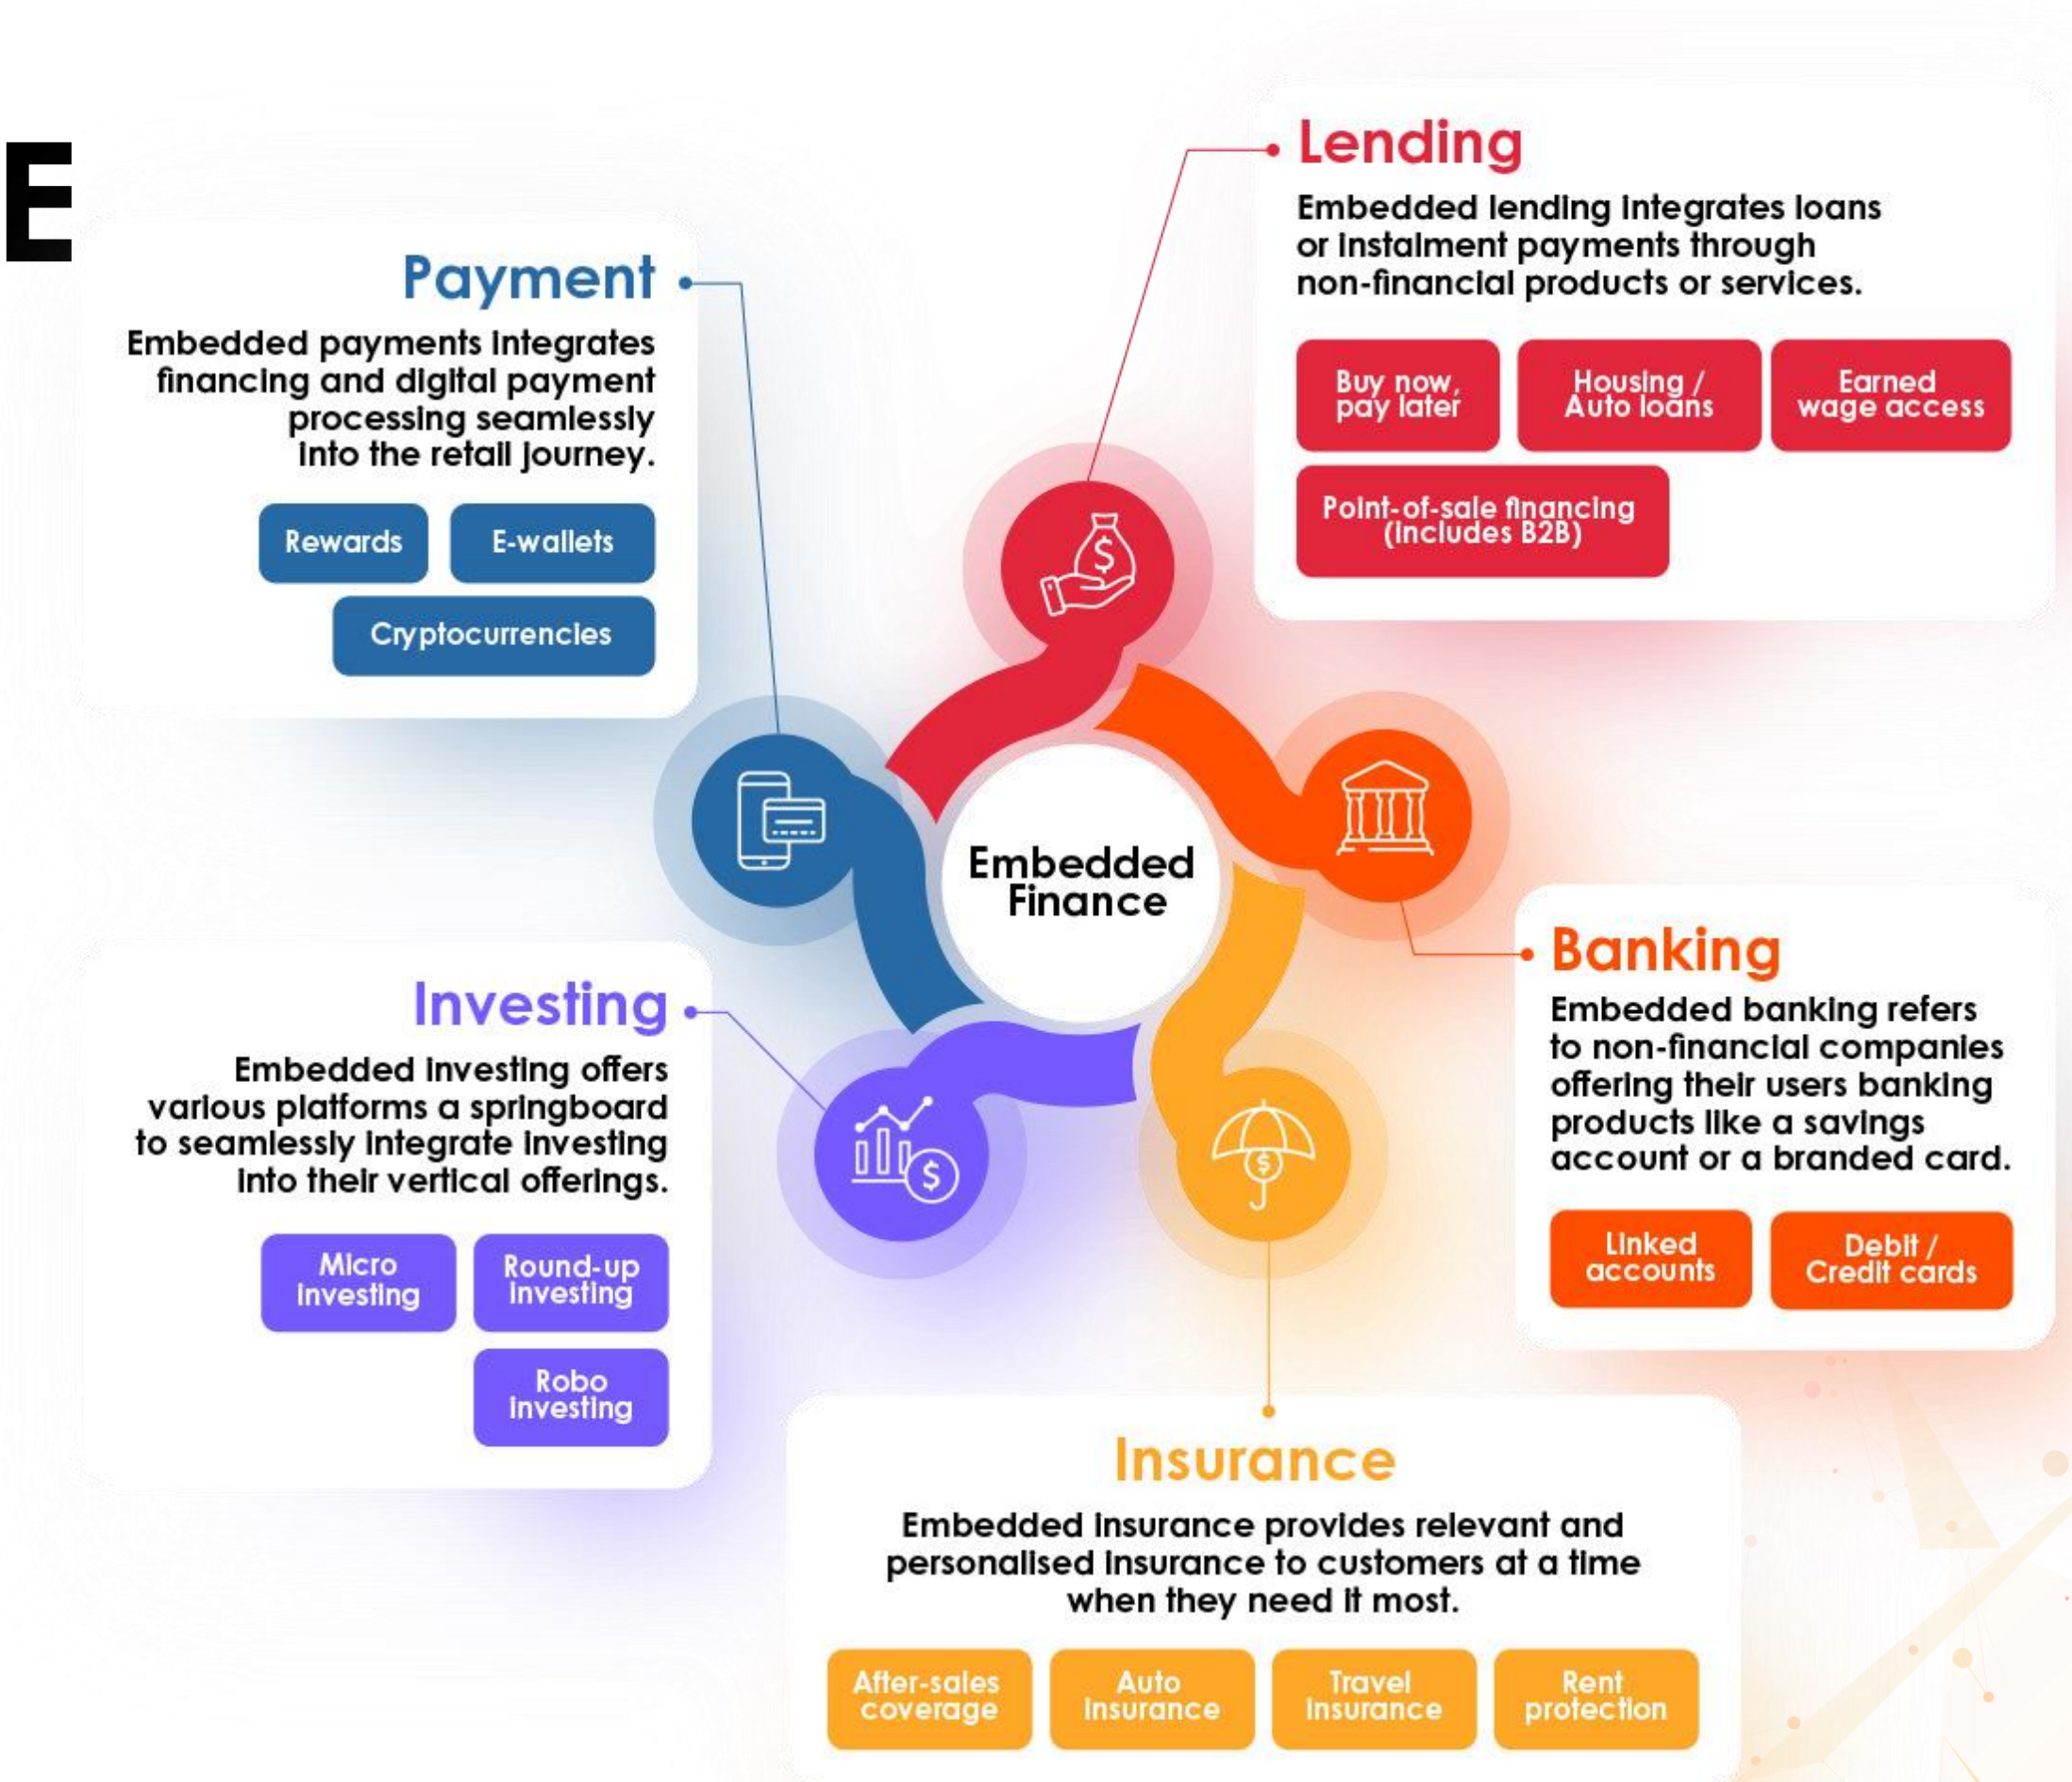 E
Payment
Embedded payments integrates
financing and digital payment
processing seamlessly
into the retail journey.
Rewards
E-wallets
Cryptocurrencies
Lending
Embedded lending integrates loans
or instalment payments through
non-financial products or services.
Buy now,
pay later
Housing /
Auto loans
Earned
wage access
Point-of-sale financing
(includes B2B)
$
Embedded
Finance
Investing
Embedded investing offers
various platforms a springboard
to seamlessly integrate investing
into their vertical offerings.
Micro
investing
Round-up
investing
Robo
investing
$
$
Banking
Embedded banking refers
to non-financial companies
offering their users banking
products like a savings
account or a branded card.
Linked
accounts
Debit /
Credit cards
Insurance
Embedded insurance provides relevant and
personalised insurance to customers at a time
when they need it most.
After-sales
coverage
Auto
insurance
Travel
insurance
Rent
protection